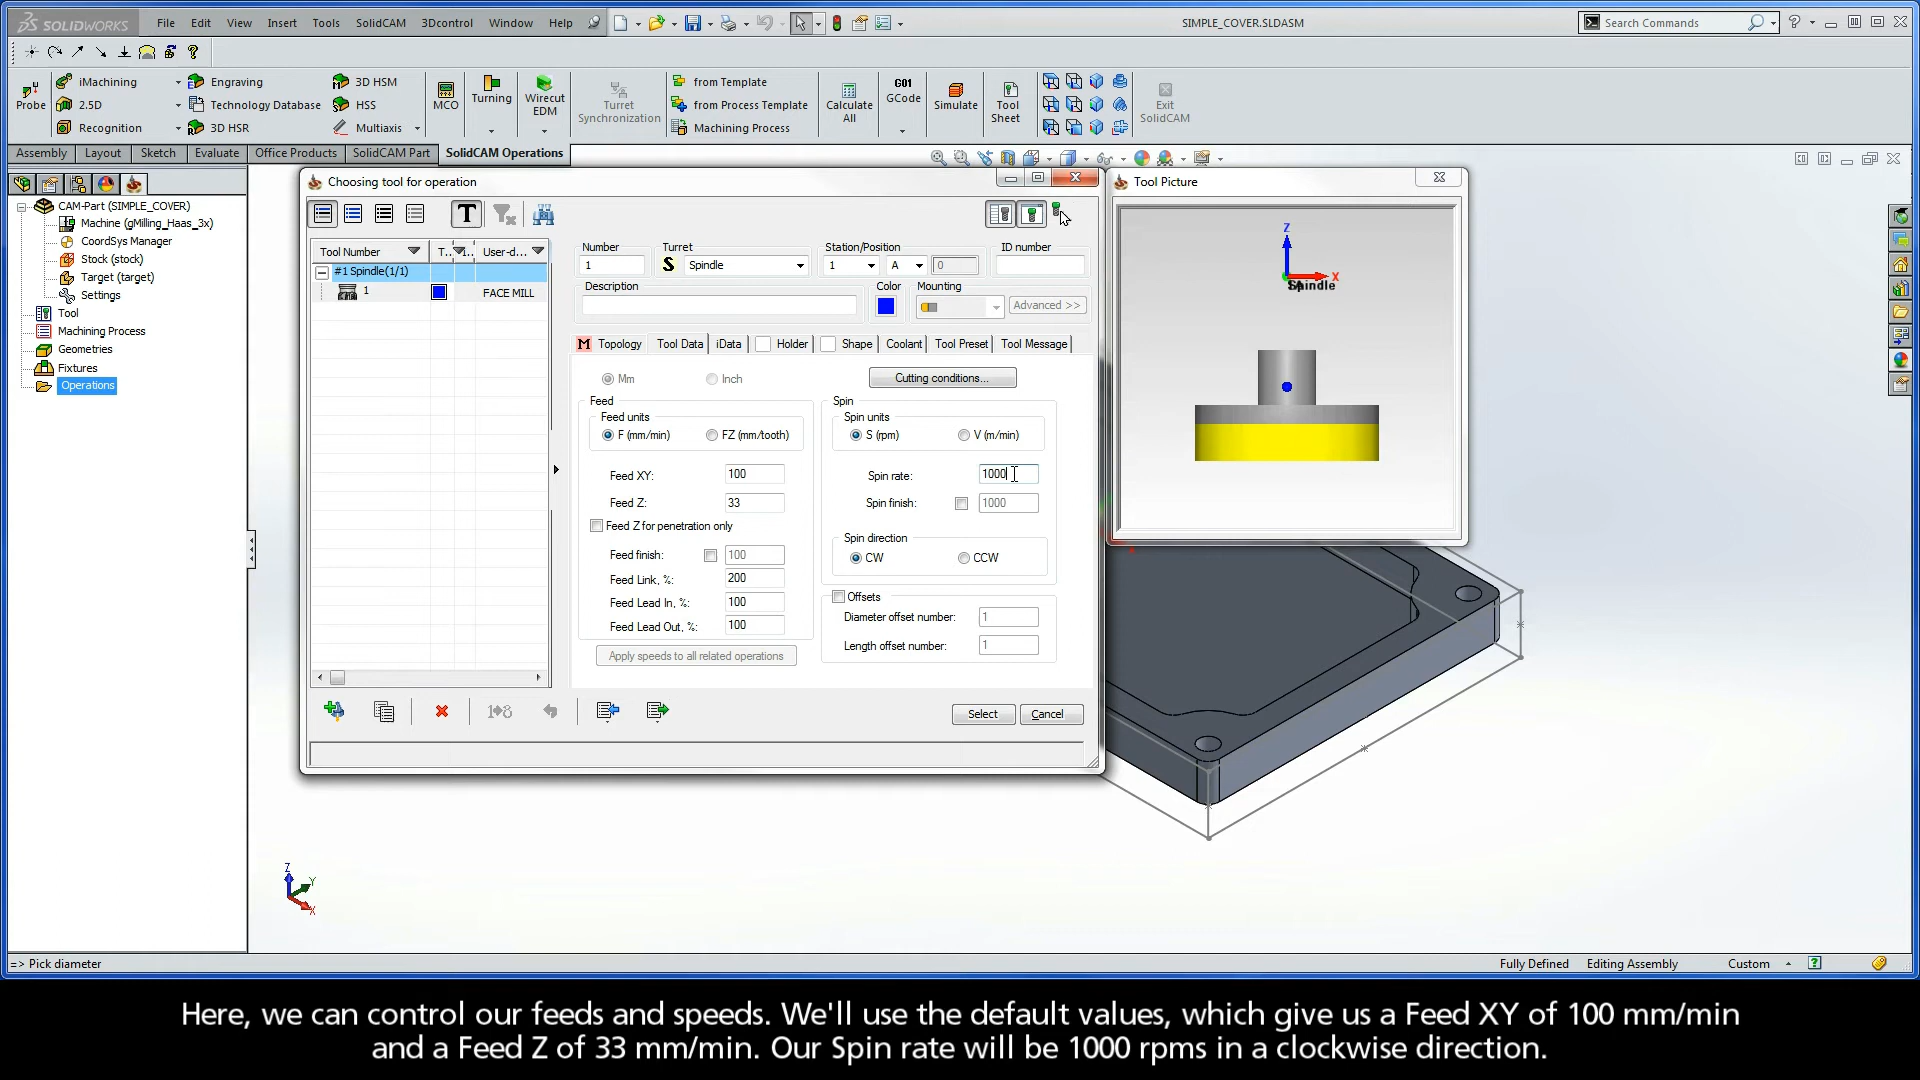 SOLIDWORKS File Edit View Insert Tools SolidCAM 3Dcontrol Window Help SIMPLE_COVER.SLDASM Search Commands
iMachining Engraving 3D HSM from Template
2.5D Technology Database HSS from Process Template
Recognition 3D HSR Multiaxis Machining Process
Probe MCO Turning Wirecut EDM Turret Synchronization Calculate All G01 GCode Simulate Tool Sheet Exit SolidCAM
Assembly Layout Sketch Evaluate Office Products SolidCAM Part SolidCAM Operations
CAM-Part (SIMPLE_COVER)
Machine (gMilling_Haas_3x)
CoordSys Manager
Stock (stock)
Target (target)
Settings
Tool
Machining Process
Geometries
Fixtures
Operations
Choosing tool for operation
T
Tool Number T... 1.. User-d...
#1 Spindle(1/1)
1 FACE MILL
Number Turret Station/Position ID number
1 S Spindle 1 A 0
Description Color Mounting
Advanced >>
M Topology Tool Data iData Holder Shape Coolant Tool Preset Tool Message
Mm Inch Cutting conditions...
Feed
Feed units
F (mm/min) FZ (mm/tooth)
Feed XY: 100
Feed Z: 33
Feed Z for penetration only
Feed finish: 100
Feed Link, %: 200
Feed Lead In, %: 100
Feed Lead Out, %: 100
Apply speeds to all related operations
Spin
Spin units
S (rpm) V (m/min)
Spin rate: 1000
Spin finish: 1000
Spin direction
CW CCW
Offsets
Diameter offset number: 1
Length offset number: 1
Select Cancel
Tool Picture
Z
X
Spindle
Z
Y
X
=> Pick diameter Fully Defined Editing Assembly Custom
Here, we can control our feeds and speeds. We'll use the default values, which give us a Feed XY of 100 mm/min
and a Feed Z of 33 mm/min. Our Spin rate will be 1000 rpms in a clockwise direction.